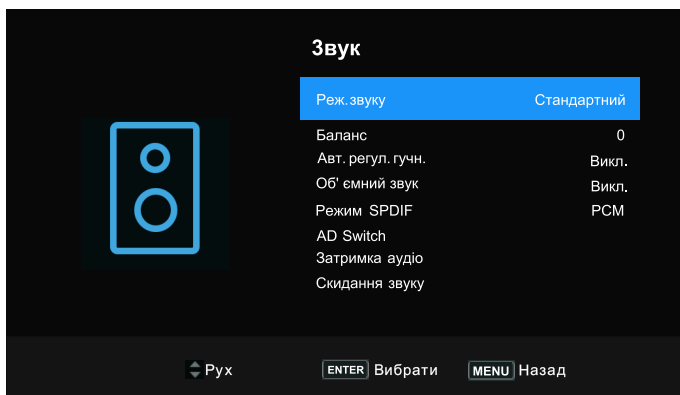 Звук
Реж.звуку Стандартний
Баланс 0
Авт. регул. гучн. Викл.
Об' ємний звук Викл.
Режим SPDIF PCM
AD Switch
Затримка аудіо
Скидання звуку
Рух ENTER Вибрати MENU Назад